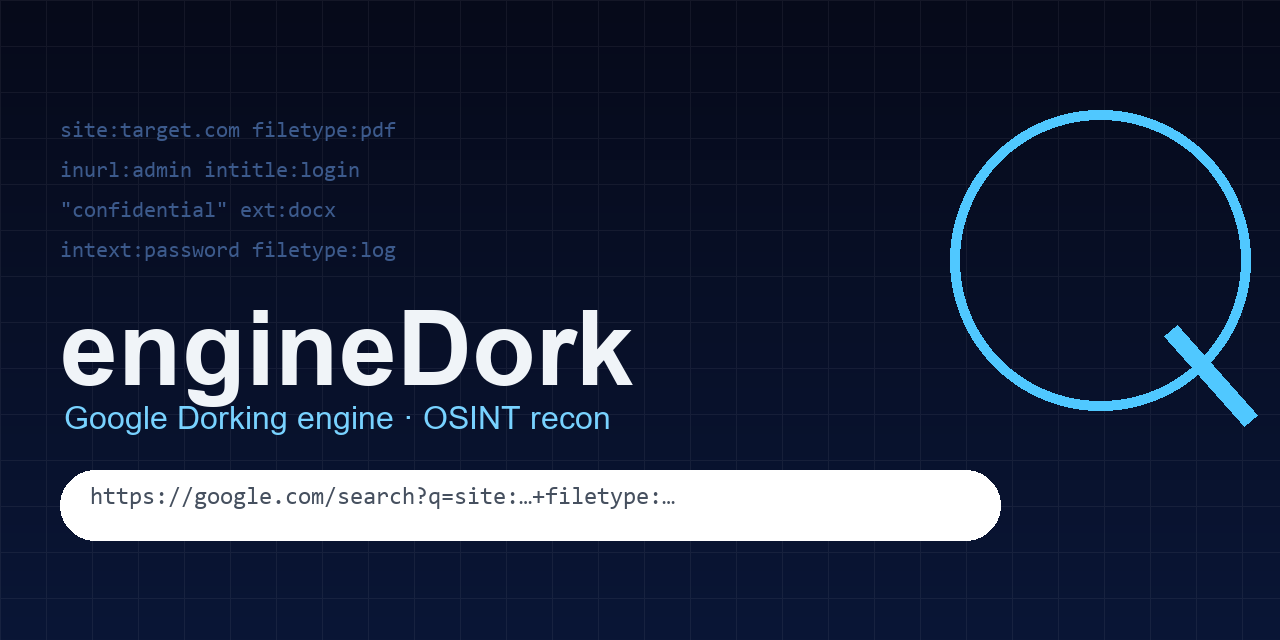 site:target.com filetype:pdf
inurl:admin intitle:login
"confidential" ext:docx
intext:password filetype:log
engineDork
Google Dorking engine · OSINT recon
https://google.com/search?q=site:…+filetype:…